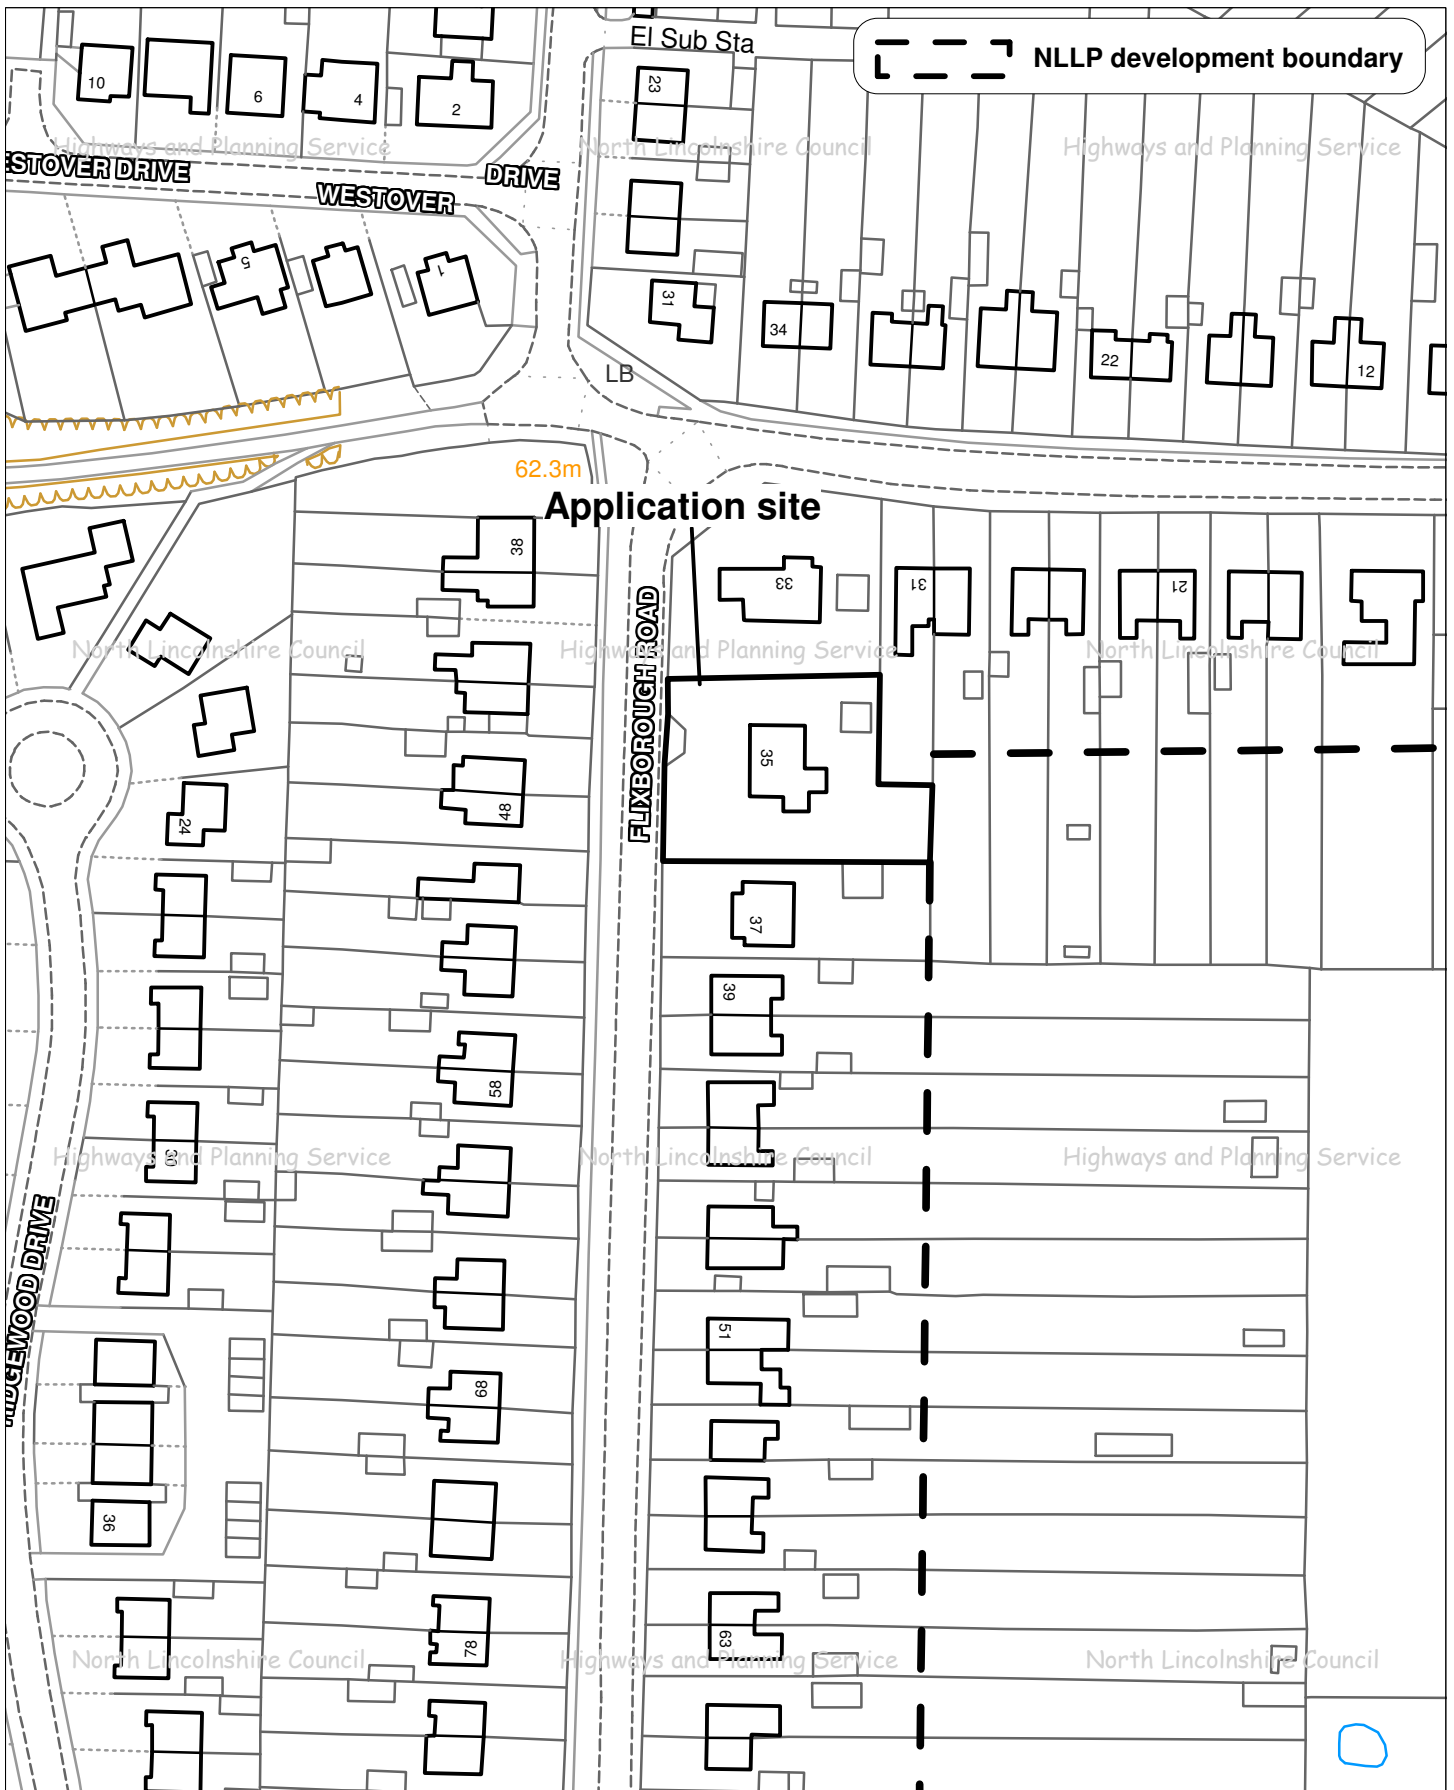 El Sub Sta
NLLP development boundary
10
6
4
2
23
Highways and Planning Service
North Lincolnshire Council
Highways and Planning Service
ESTOVER DRIVE
WESTOVER
DRIVE
5
1
31
34
22
12
LB
62.3m
Application site
38
33
31
21
North Lincolnshire Council
Highways and Planning Service
North Lincolnshire Council
FLIXBOROUGH ROAD
35
48
24
37
39
58
Highways and Planning Service
North Lincolnshire Council
Highways and Planning Service
30
RIDGEWOOD DRIVE
51
68
36
63
78
North Lincolnshire Council
Highways and Planning Service
North Lincolnshire Council